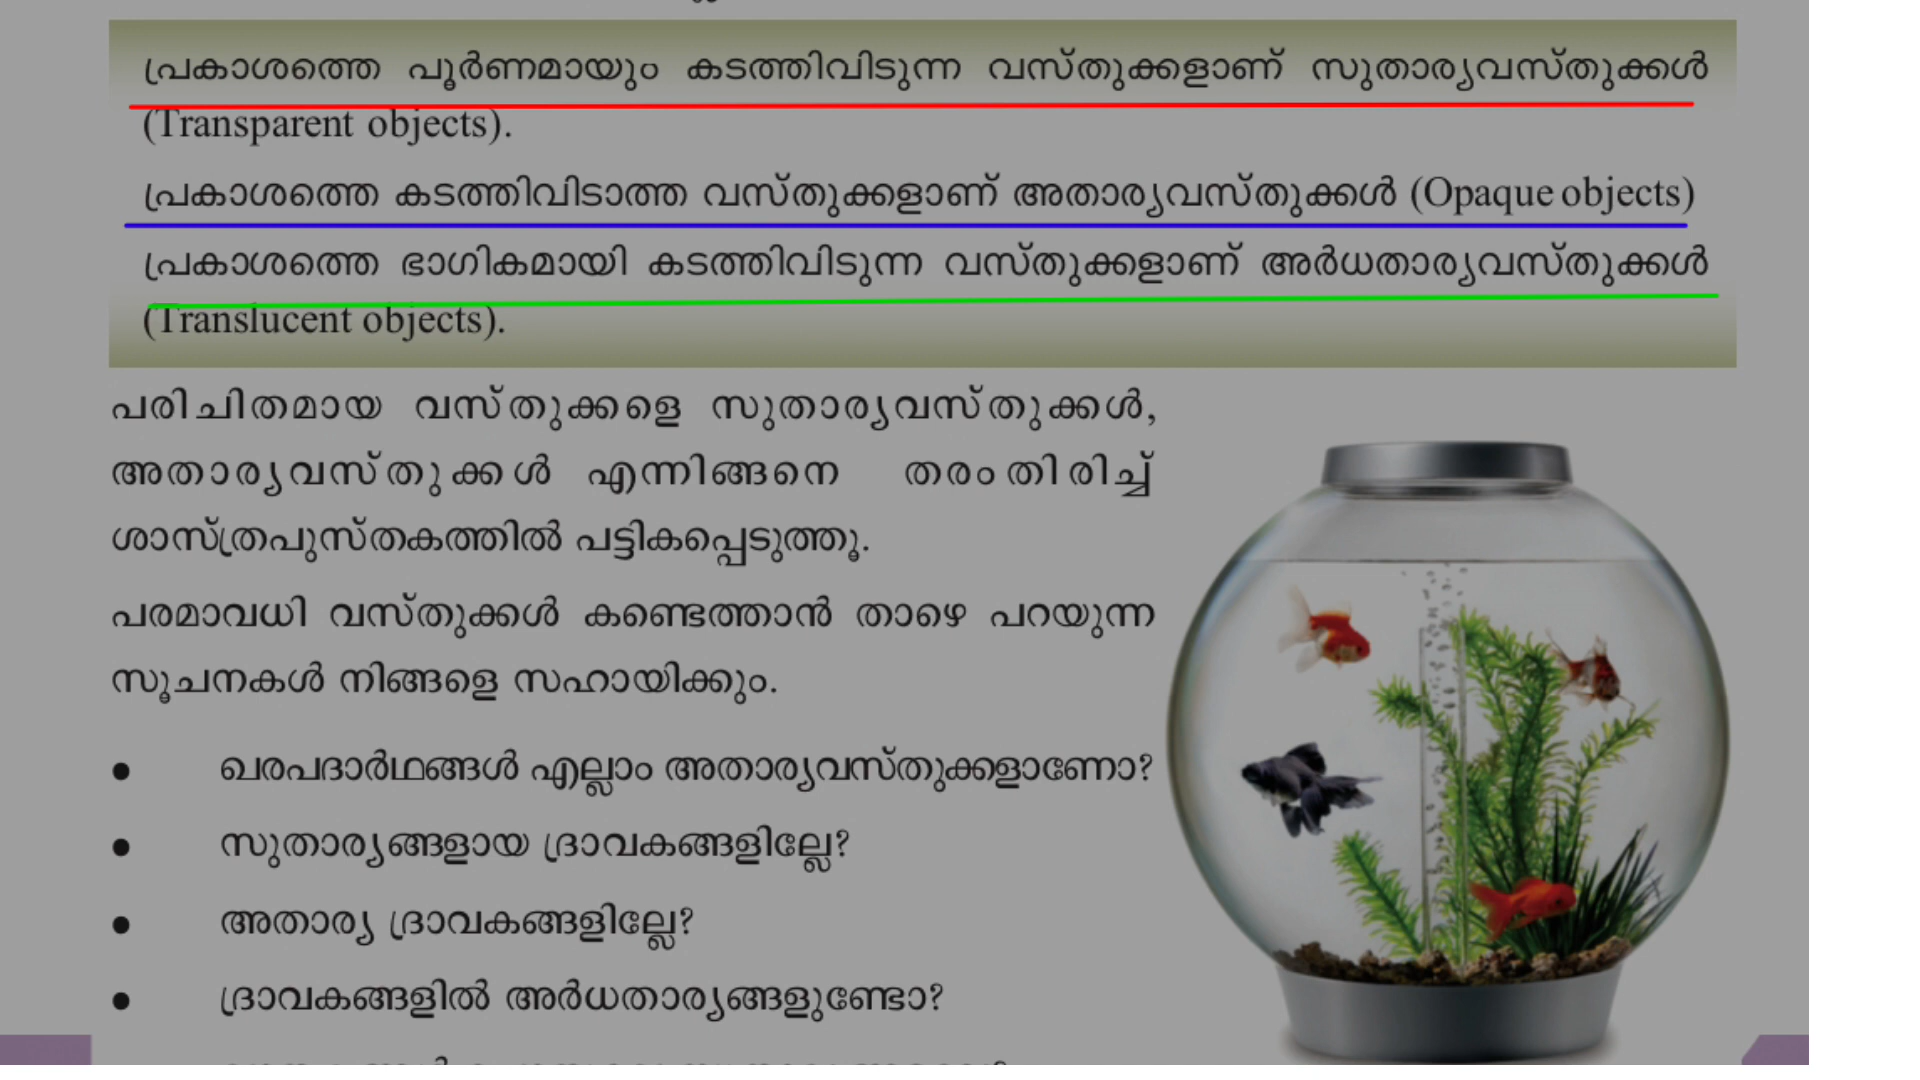 പ്രകാശത്തെ പൂർണമായും കടത്തിവിടുന്ന വസ്തുക്കളാണ് സുതാര്യവസ്തുക്കൾ
(Transparent objects).
പ്രകാശത്തെ കടത്തിവിടാത്ത വസ്തുക്കളാണ് അതാര്യവസ്തുക്കൾ (Opaque objects)
പ്രകാശത്തെ ഭാഗികമായി കടത്തിവിടുന്ന വസ്തുക്കളാണ് അർധതാര്യവസ്തുക്കൾ
(Translucent objects).
പരിചിതമായ വസ്തുക്കളെ സുതാര്യവസ്തുക്കൾ,
അതാര്യവസ്തുക്കൾ എന്നിങ്ങനെ തരംതിരിച്ച്
ശാസ്ത്രപുസ്തകത്തിൽ പട്ടികപ്പെടുത്തൂ.
പരമാവധി വസ്തുക്കൾ കണ്ടെത്താൻ താഴെ പറയുന്ന
സൂചനകൾ നിങ്ങളെ സഹായിക്കും.
● ഖരപദാർഥങ്ങൾ എല്ലാം അതാര്യവസ്തുക്കളാണോ?
● സുതാര്യങ്ങളായ ദ്രാവകങ്ങളില്ലേ?
● അതാര്യ ദ്രാവകങ്ങളില്ലേ?
● ദ്രാവകങ്ങളിൽ അർധതാര്യങ്ങളുണ്ടോ?